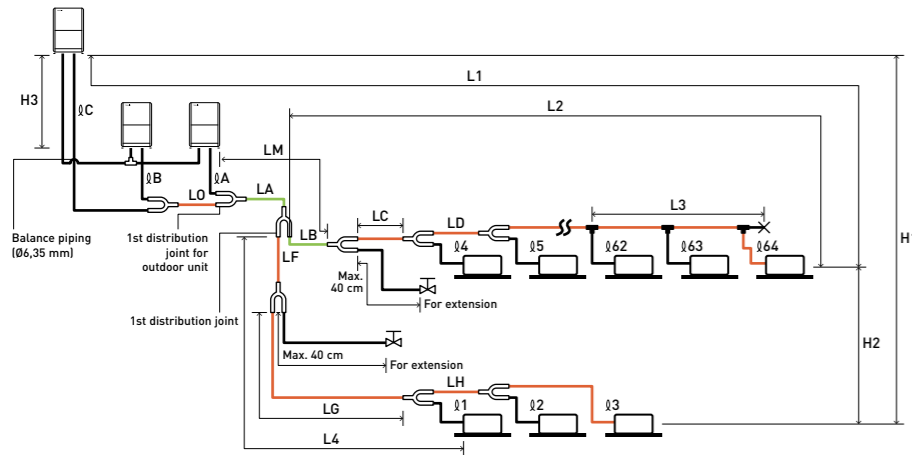 L1
H3
ℓC
L2
LM
ℓB
ℓA
LO
LA
LC
LD
L3
LB
ℓ4
ℓ5
ℓ62
ℓ63
ℓ64
Balance piping
(Ø6,35 mm)
1st distribution
joint for
outdoor unit
LF
Max.
40 cm
For extension
1st distribution joint
Max. 40 cm
For extension
H2
LG
LH
ℓ1
ℓ2
ℓ3
L4